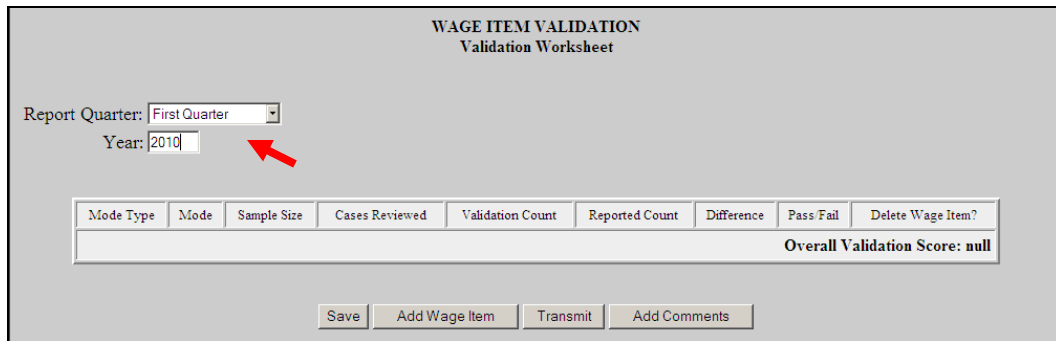 WAGE ITEM VALIDATION
Validation Worksheet
Report Quarter: First Quarter
Year: 2010
Mode Type Mode Sample Size Cases Reviewed Validation Count Reported Count Difference Pass/Fail Delete Wage Item?
Overall Validation Score: null
Save Add Wage Item Transmit Add Comments